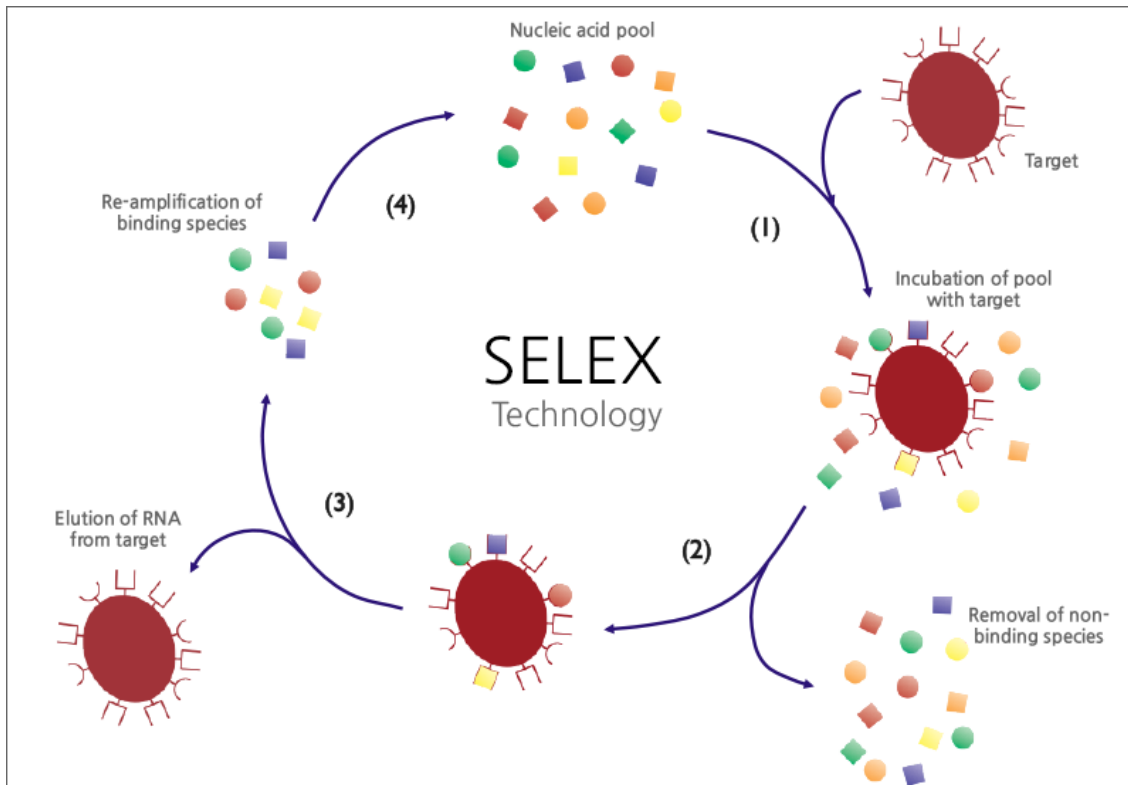 Nucleic acid pool
Target
(1)
Incubation of pool
with target
(2)
Removal of non-
binding species
(3)
Elution of RNA
from target
Re-amplification of
binding species
(4)
SELEX
Technology